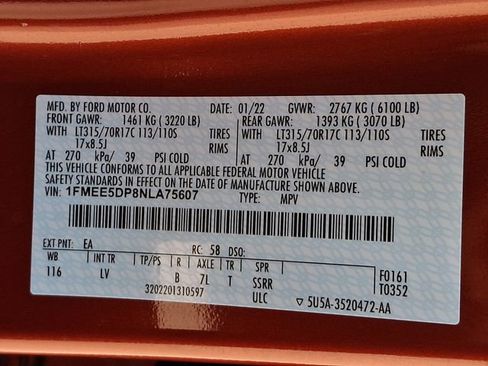 MFD. BY FORD MOTOR CO. 01/22 GVWR: 2767 KG ( 6100 LB)
FRONT GAWR: 1461 KG ( 3220 LB) REAR GAWR: 1393 KG ( 3070 LB)
WITH LT315/70R17C 113/110S TIRES WITH LT315/70R17C 113/110S TIRES
17x8.5J RIMS 17x8.5J RIMS
AT 270 kPa/ 39 PSI COLD AT 270 kPa/ 39 PSI COLD
THIS VEHICLE CONFORMS TO ALL APPLICABLE FEDERAL MOTOR VEHICLE
SAFETY STANDARDS IN EFFECT ON THE DATE OF MANUFACTURE SHOWN ABOVE.
VIN: 1FMEE5DP8NLA75607 TYPE: MPV
EXT PNT: EA RC: 58 DSO:
WB INT TR TP/PS R AXLE TR SPR F0161
116 LV B 7L T SSRR T0352
3202201310597 ULC ▽ 5U5A-3520472-AA